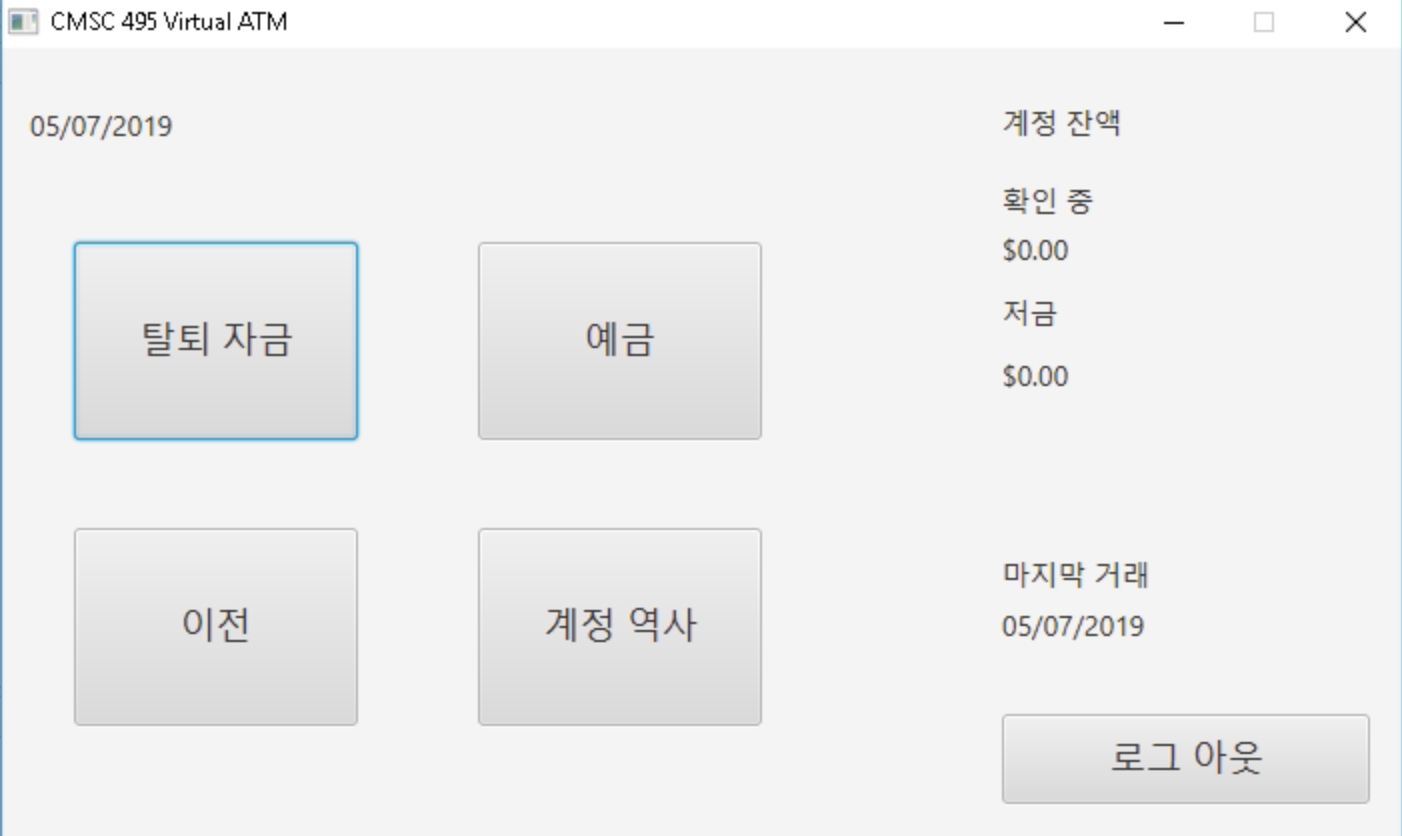 CMSC 495 Virtual ATM
05/07/2019
탈퇴 자금
예금
이전
계정 역사
계정 잔액
확인 중
$0.00
저금
$0.00
마지막 거래
05/07/2019
로그 아웃